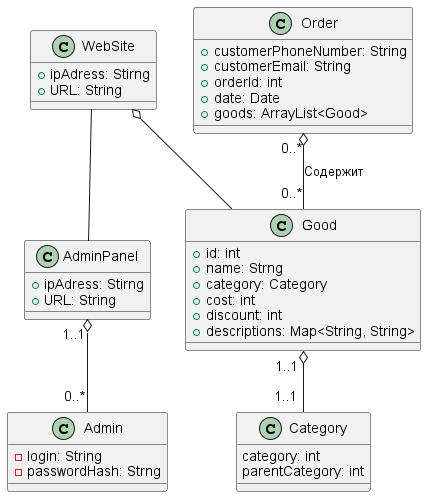 C WebSite
ipAdress: Stirng
URL: String
C Order
customerPhoneNumber: String
customerEmail: String
orderId: int
date: Date
goods: ArrayList<Good>
0..*
Содержит
0..*
C AdminPanel
ipAdress: Stirng
URL: String
C Good
id: int
name: Strng
category: Category
cost: int
discount: int
descriptions: Map<String, String>
1..1
0..*
1..1
1..1
C Admin
login: String
passwordHash: Strng
C Category
category: int
parentCategory: int